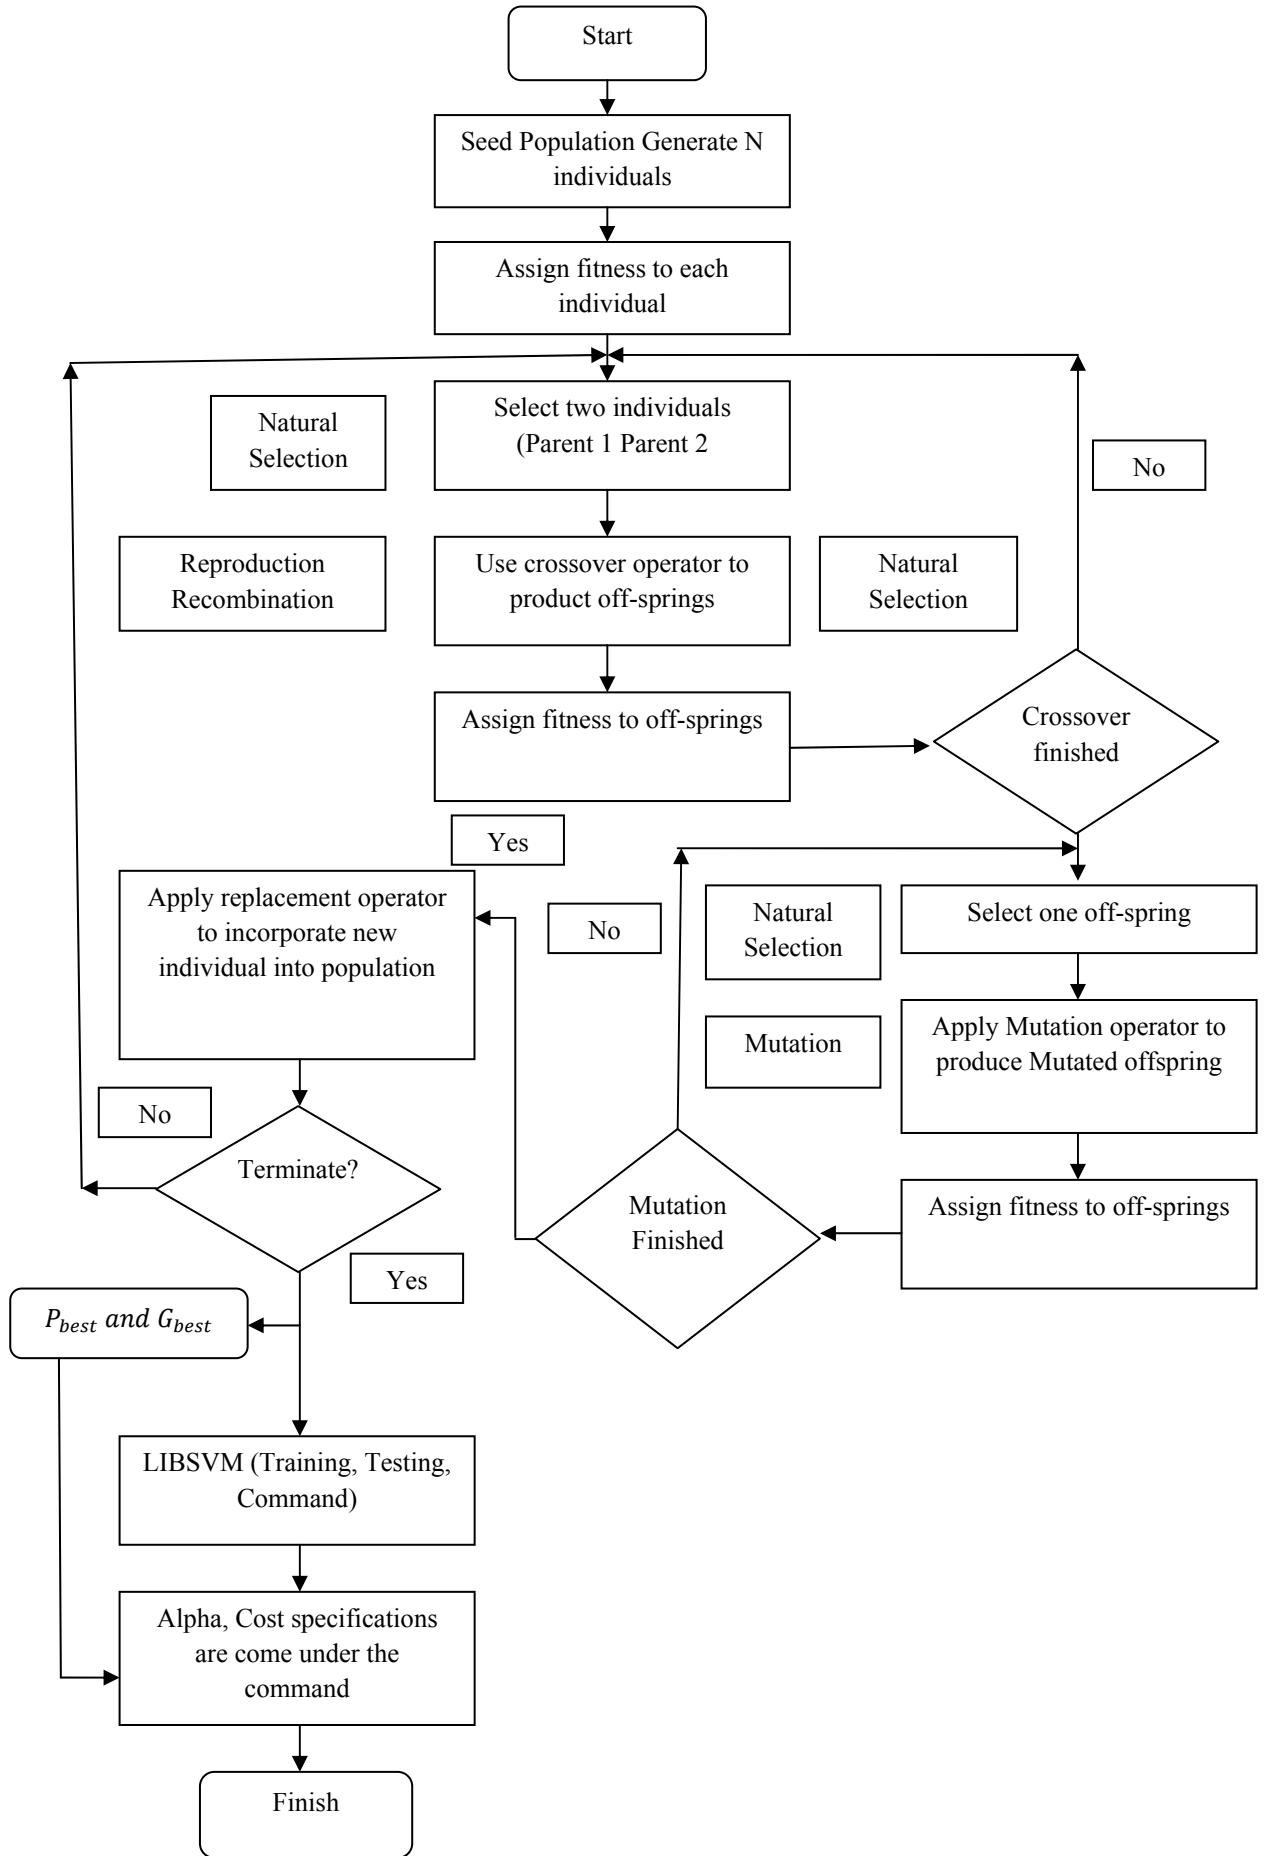 Start
Seed Population Generate N
individuals
Assign fitness to each
individual
Natural
Selection
Select two individuals
(Parent 1 Parent 2
No
Reproduction
Recombination
Use crossover operator to
product off-springs
Natural
Selection
Assign fitness to off-springs
Crossover
finished
Yes
Apply replacement operator
to incorporate new
individual into population
No
Natural
Selection
Select one off-spring
Mutation
Apply Mutation operator to
produce Mutated offspring
No
Terminate?
Mutation
Finished
Assign fitness to off-springs
Yes
P_best and G_best
LIBSVM (Training, Testing,
Command)
Alpha, Cost specifications
are come under the
command
Finish